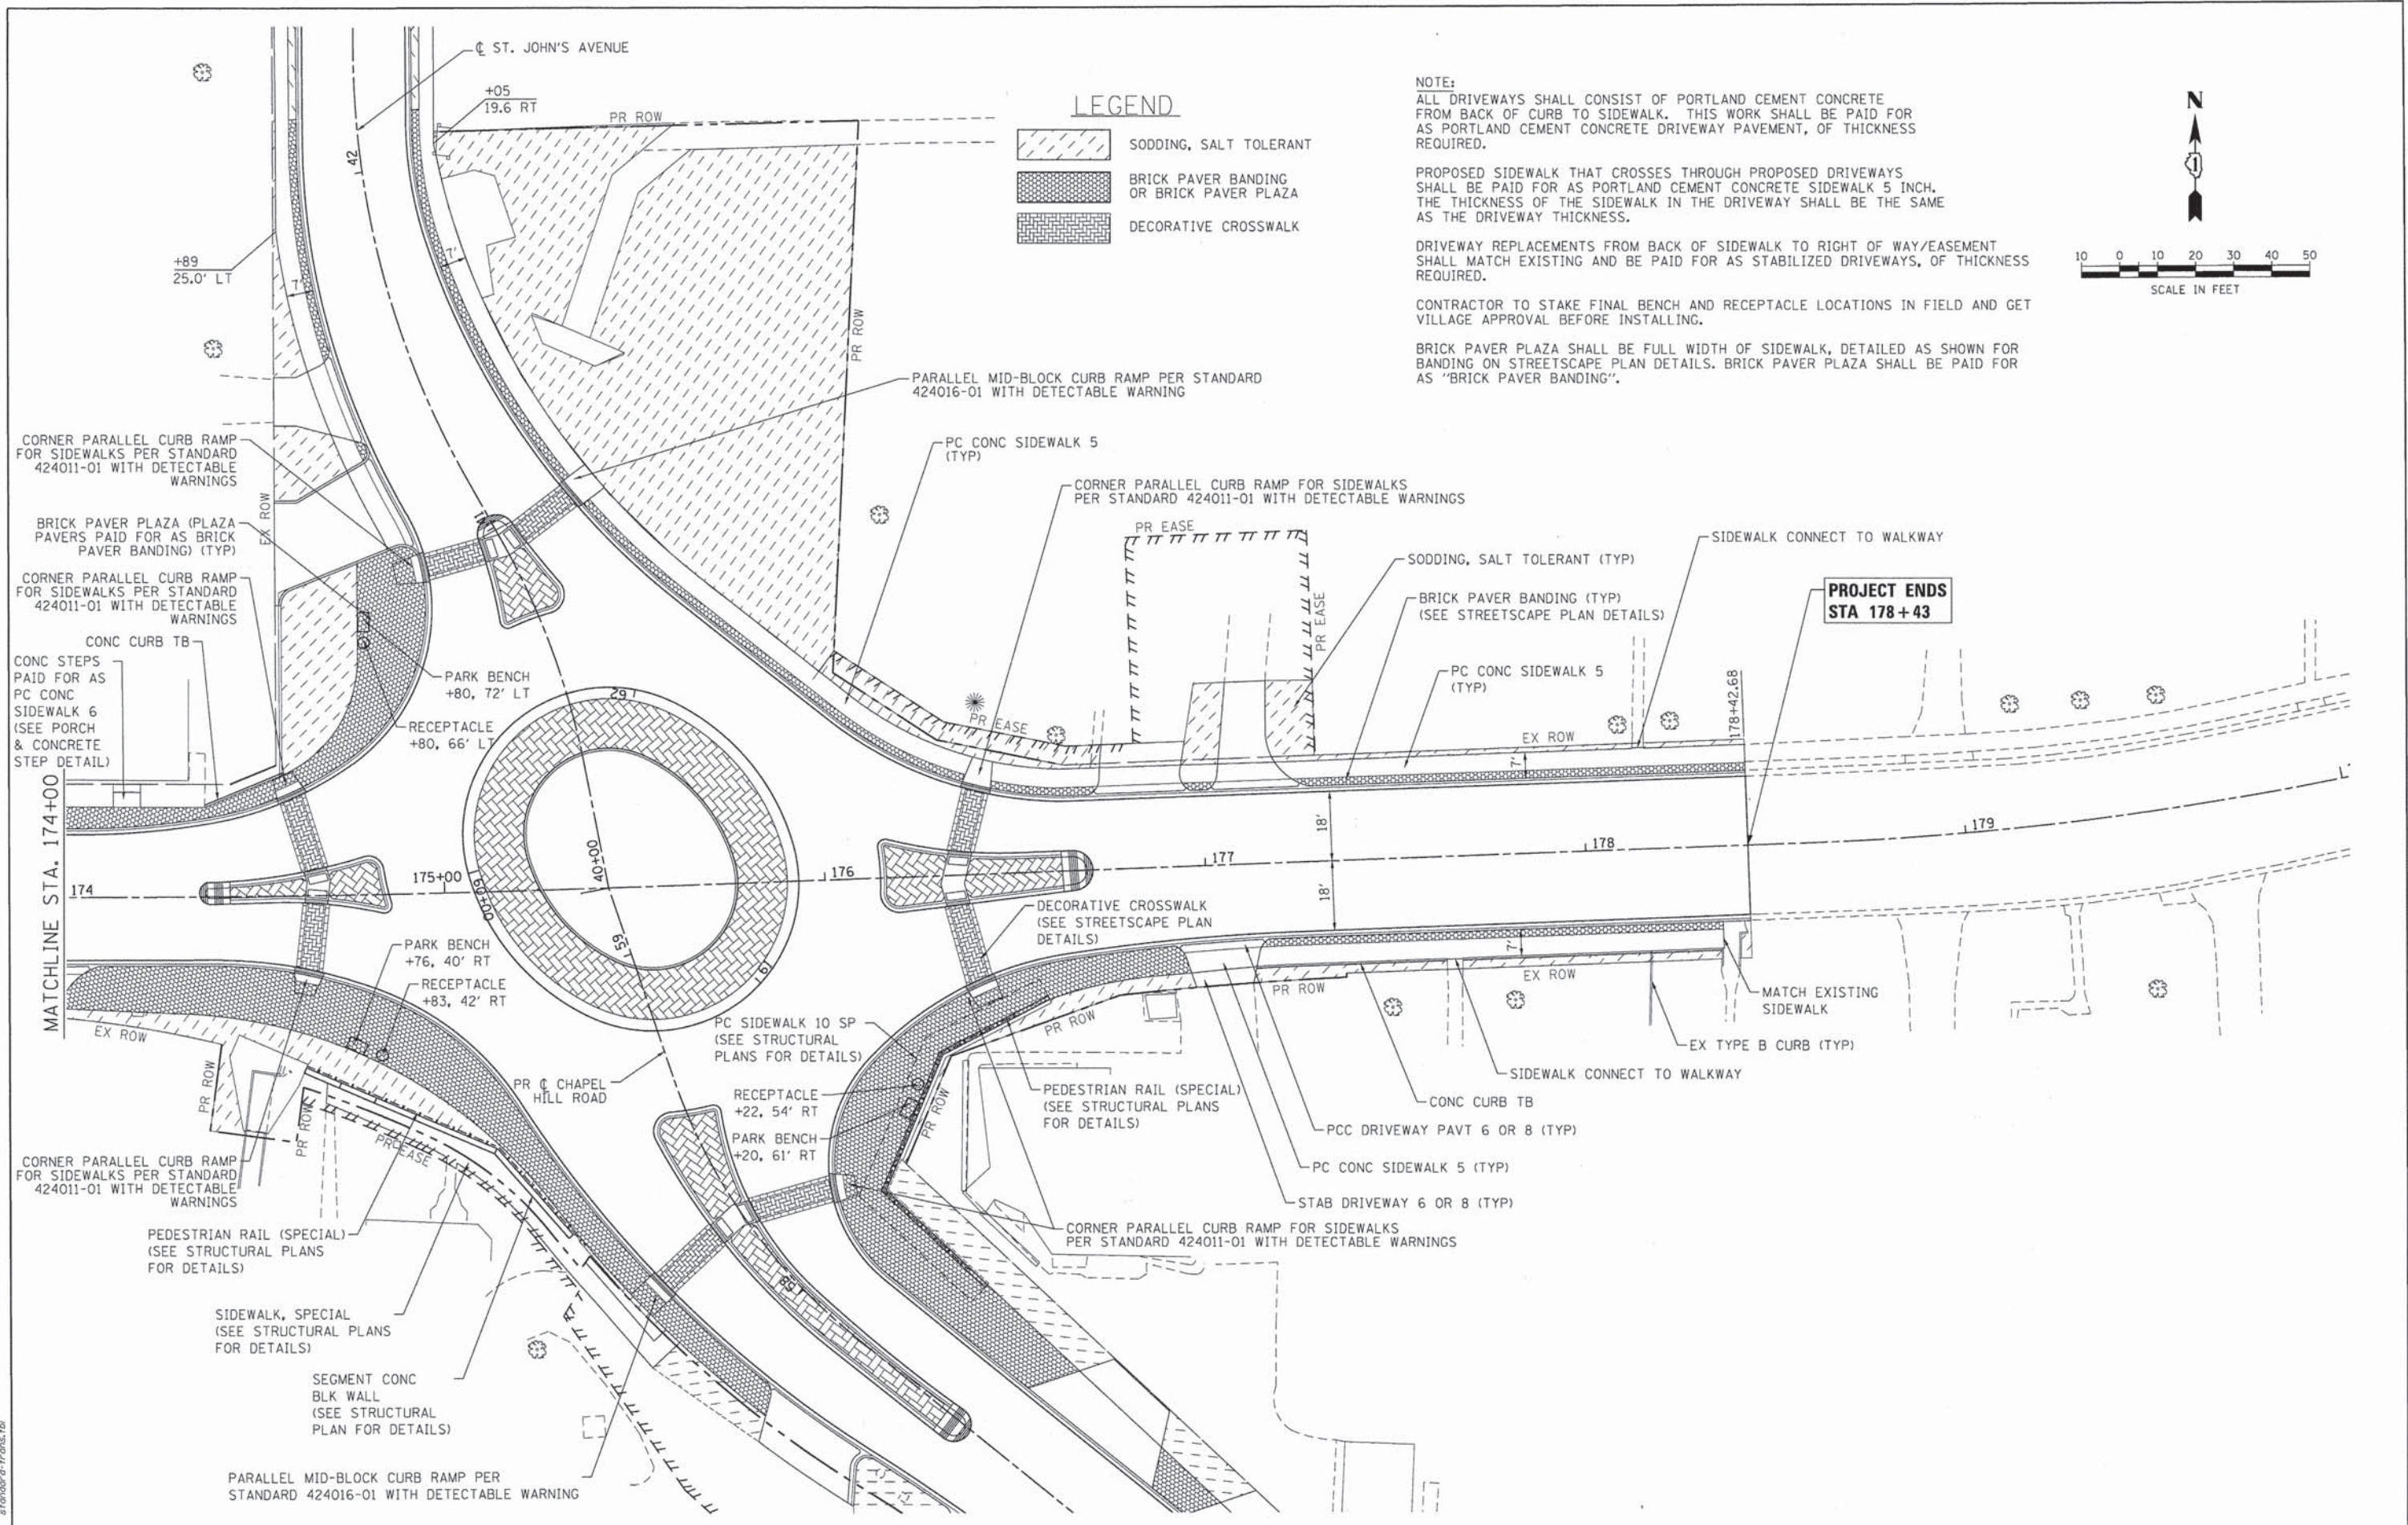 ℄ ST. JOHN'S AVENUE
+05
19.6 RT
PR ROW
42
+89
25.0' LT
7'
7'
PR ROW
LEGEND
SODDING, SALT TOLERANT
BRICK PAVER BANDING
OR BRICK PAVER PLAZA
DECORATIVE CROSSWALK
NOTE:
ALL DRIVEWAYS SHALL CONSIST OF PORTLAND CEMENT CONCRETE
FROM BACK OF CURB TO SIDEWALK. THIS WORK SHALL BE PAID FOR
AS PORTLAND CEMENT CONCRETE DRIVEWAY PAVEMENT, OF THICKNESS
REQUIRED.
PROPOSED SIDEWALK THAT CROSSES THROUGH PROPOSED DRIVEWAYS
SHALL BE PAID FOR AS PORTLAND CEMENT CONCRETE SIDEWALK 5 INCH.
THE THICKNESS OF THE SIDEWALK IN THE DRIVEWAY SHALL BE THE SAME
AS THE DRIVEWAY THICKNESS.
DRIVEWAY REPLACEMENTS FROM BACK OF SIDEWALK TO RIGHT OF WAY/EASEMENT
SHALL MATCH EXISTING AND BE PAID FOR AS STABILIZED DRIVEWAYS, OF THICKNESS
REQUIRED.
CONTRACTOR TO STAKE FINAL BENCH AND RECEPTACLE LOCATIONS IN FIELD AND GET
VILLAGE APPROVAL BEFORE INSTALLING.
BRICK PAVER PLAZA SHALL BE FULL WIDTH OF SIDEWALK, DETAILED AS SHOWN FOR
BANDING ON STREETSCAPE PLAN DETAILS. BRICK PAVER PLAZA SHALL BE PAID FOR
AS "BRICK PAVER BANDING".
N
1
10 0 10 20 30 40 50
SCALE IN FEET
PARALLEL MID-BLOCK CURB RAMP PER STANDARD
424016-01 WITH DETECTABLE WARNING
PC CONC SIDEWALK 5
(TYP)
CORNER PARALLEL CURB RAMP FOR SIDEWALKS
PER STANDARD 424011-01 WITH DETECTABLE WARNINGS
CORNER PARALLEL CURB RAMP
FOR SIDEWALKS PER STANDARD
424011-01 WITH DETECTABLE
WARNINGS
EX ROW
BRICK PAVER PLAZA (PLAZA
PAVERS PAID FOR AS BRICK
PAVER BANDING) (TYP)
CORNER PARALLEL CURB RAMP
FOR SIDEWALKS PER STANDARD
424011-01 WITH DETECTABLE
WARNINGS
CONC CURB TB
CONC STEPS
PAID FOR AS
PC CONC
SIDEWALK 6
(SEE PORCH
& CONCRETE
STEP DETAIL)
41
PARK BENCH
+80, 72' LT
RECEPTACLE
+80, 66' LT
PR EASE
PR EASE
PR EASE
SODDING, SALT TOLERANT (TYP)
BRICK PAVER BANDING (TYP)
(SEE STREETSCAPE PLAN DETAILS)
PC CONC SIDEWALK 5
(TYP)
SIDEWALK CONNECT TO WALKWAY
PROJECT ENDS
STA 178+43
178+42.68
EX ROW
7'
18'
18'
MATCHLINE STA. 174+00
174
175+00
176
177
178
179
62
60+00
40+00
59
61
58
DECORATIVE CROSSWALK
(SEE STREETSCAPE PLAN
DETAILS)
PARK BENCH
+76, 40' RT
RECEPTACLE
+83, 42' RT
EX ROW
PR ROW
PR ROW
PR EASE
PR ℄ CHAPEL
HILL ROAD
PC SIDEWALK 10 SP
(SEE STRUCTURAL
PLANS FOR DETAILS)
RECEPTACLE
+22, 54' RT
PARK BENCH
+20, 61' RT
PR ROW
PR ROW
PR ROW
7'
EX ROW
MATCH EXISTING
SIDEWALK
EX TYPE B CURB (TYP)
SIDEWALK CONNECT TO WALKWAY
CONC CURB TB
PCC DRIVEWAY PAVT 6 OR 8 (TYP)
PC CONC SIDEWALK 5 (TYP)
STAB DRIVEWAY 6 OR 8 (TYP)
PEDESTRIAN RAIL (SPECIAL)
(SEE STRUCTURAL PLANS
FOR DETAILS)
CORNER PARALLEL CURB RAMP FOR SIDEWALKS
PER STANDARD 424011-01 WITH DETECTABLE WARNINGS
CORNER PARALLEL CURB RAMP
FOR SIDEWALKS PER STANDARD
424011-01 WITH DETECTABLE
WARNINGS
PEDESTRIAN RAIL (SPECIAL)
(SEE STRUCTURAL PLANS
FOR DETAILS)
SIDEWALK, SPECIAL
(SEE STRUCTURAL PLANS
FOR DETAILS)
SEGMENT CONC
BLK WALL
(SEE STRUCTURAL
PLAN FOR DETAILS)
PARALLEL MID-BLOCK CURB RAMP PER
STANDARD 424016-01 WITH DETECTABLE WARNING